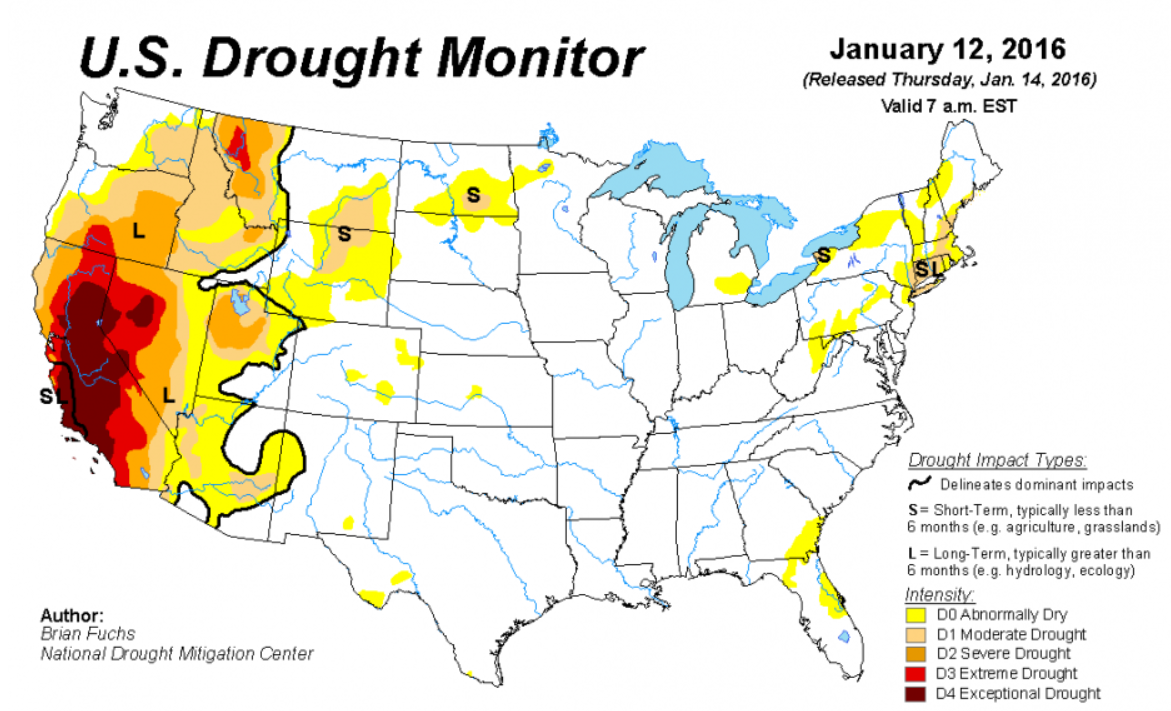 U.S. Drought Monitor
January 12, 2016
(Released Thursday, Jan. 14, 2016)
Valid 7 a.m. EST
S
L
S
S
SL
SL
L
Drought Impact Types:
Delineates dominant impacts
S = Short-Term, typically less than
6 months (e.g. agriculture, grasslands)
L = Long-Term, typically greater than
6 months (e.g. hydrology, ecology)
Intensity:
D0 Abnormally Dry
D1 Moderate Drought
D2 Severe Drought
D3 Extreme Drought
D4 Exceptional Drought
Author:
Brian Fuchs
National Drought Mitigation Center